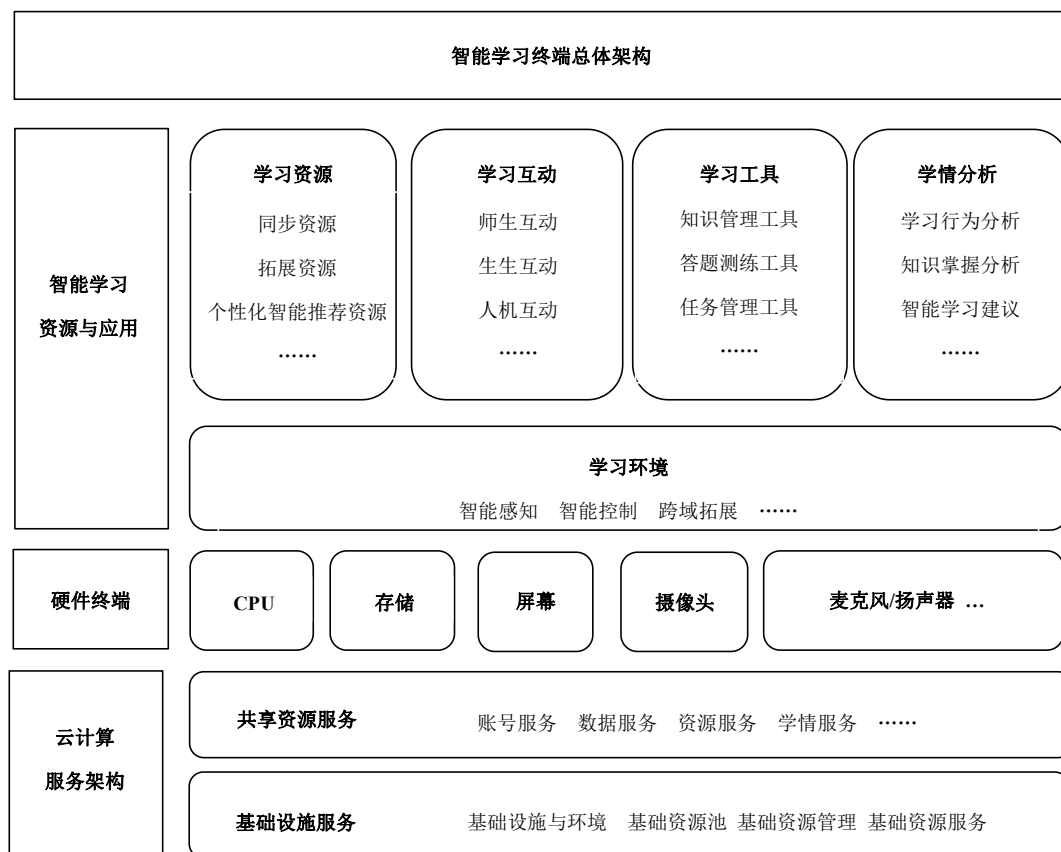 智能学习终端总体架构
智能学习
资源与应用
学习资源
同步资源
拓展资源
个性化智能推荐资源
……
学习互动
师生互动
生生互动
人机互动
……
学习工具
知识管理工具
答题测练工具
任务管理工具
……
学情分析
学习行为分析
知识掌握分析
智能学习建议
……
学习环境
智能感知 智能控制 跨域拓展 ……
硬件终端
CPU
存储
屏幕
摄像头
麦克风/扬声器 …
云计算
服务架构
共享资源服务 账号服务 数据服务 资源服务 学情服务 ……
基础设施服务 基础设施与环境 基础资源池 基础资源管理 基础资源服务